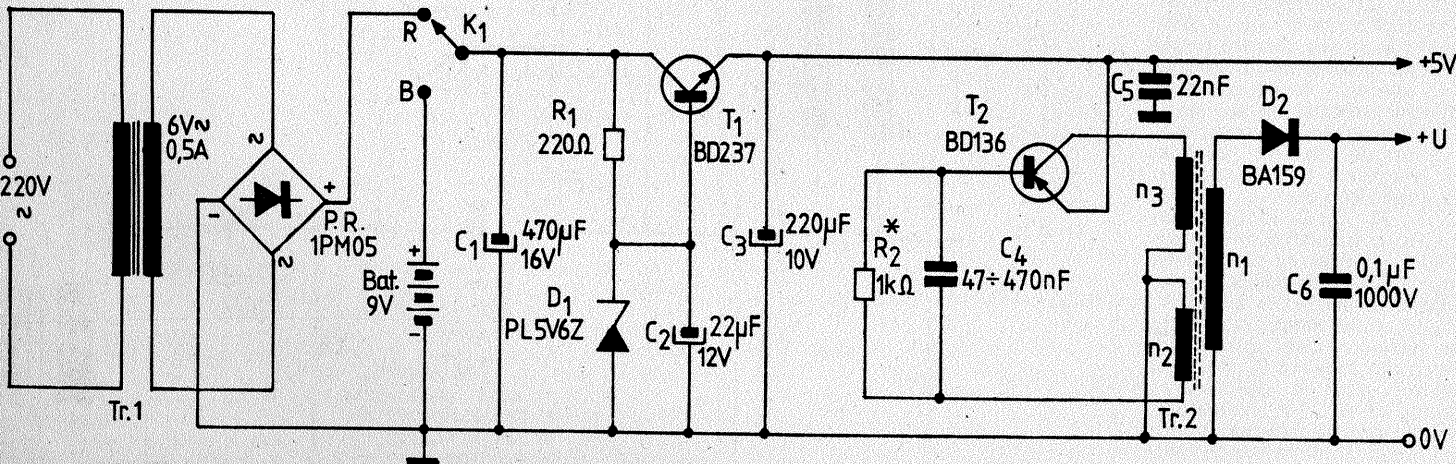 220V
~
6V~
0,5A
Tr.1
~
-
+
~
P.R.
1PM05
R
K1
B
+
Bat.
9V
-
C1
470µF
16V
R1
220Ω
D1
PL5V6Z
T1
BD237
C2
22µF
12V
C3
220µF
10V
*
R2
1kΩ
C4
47÷470nF
T2
BD136
C5
22nF
n3
n2
n1
Tr.2
D2
BA159
C6
0,1µF
1000V
+5V
+U
0V